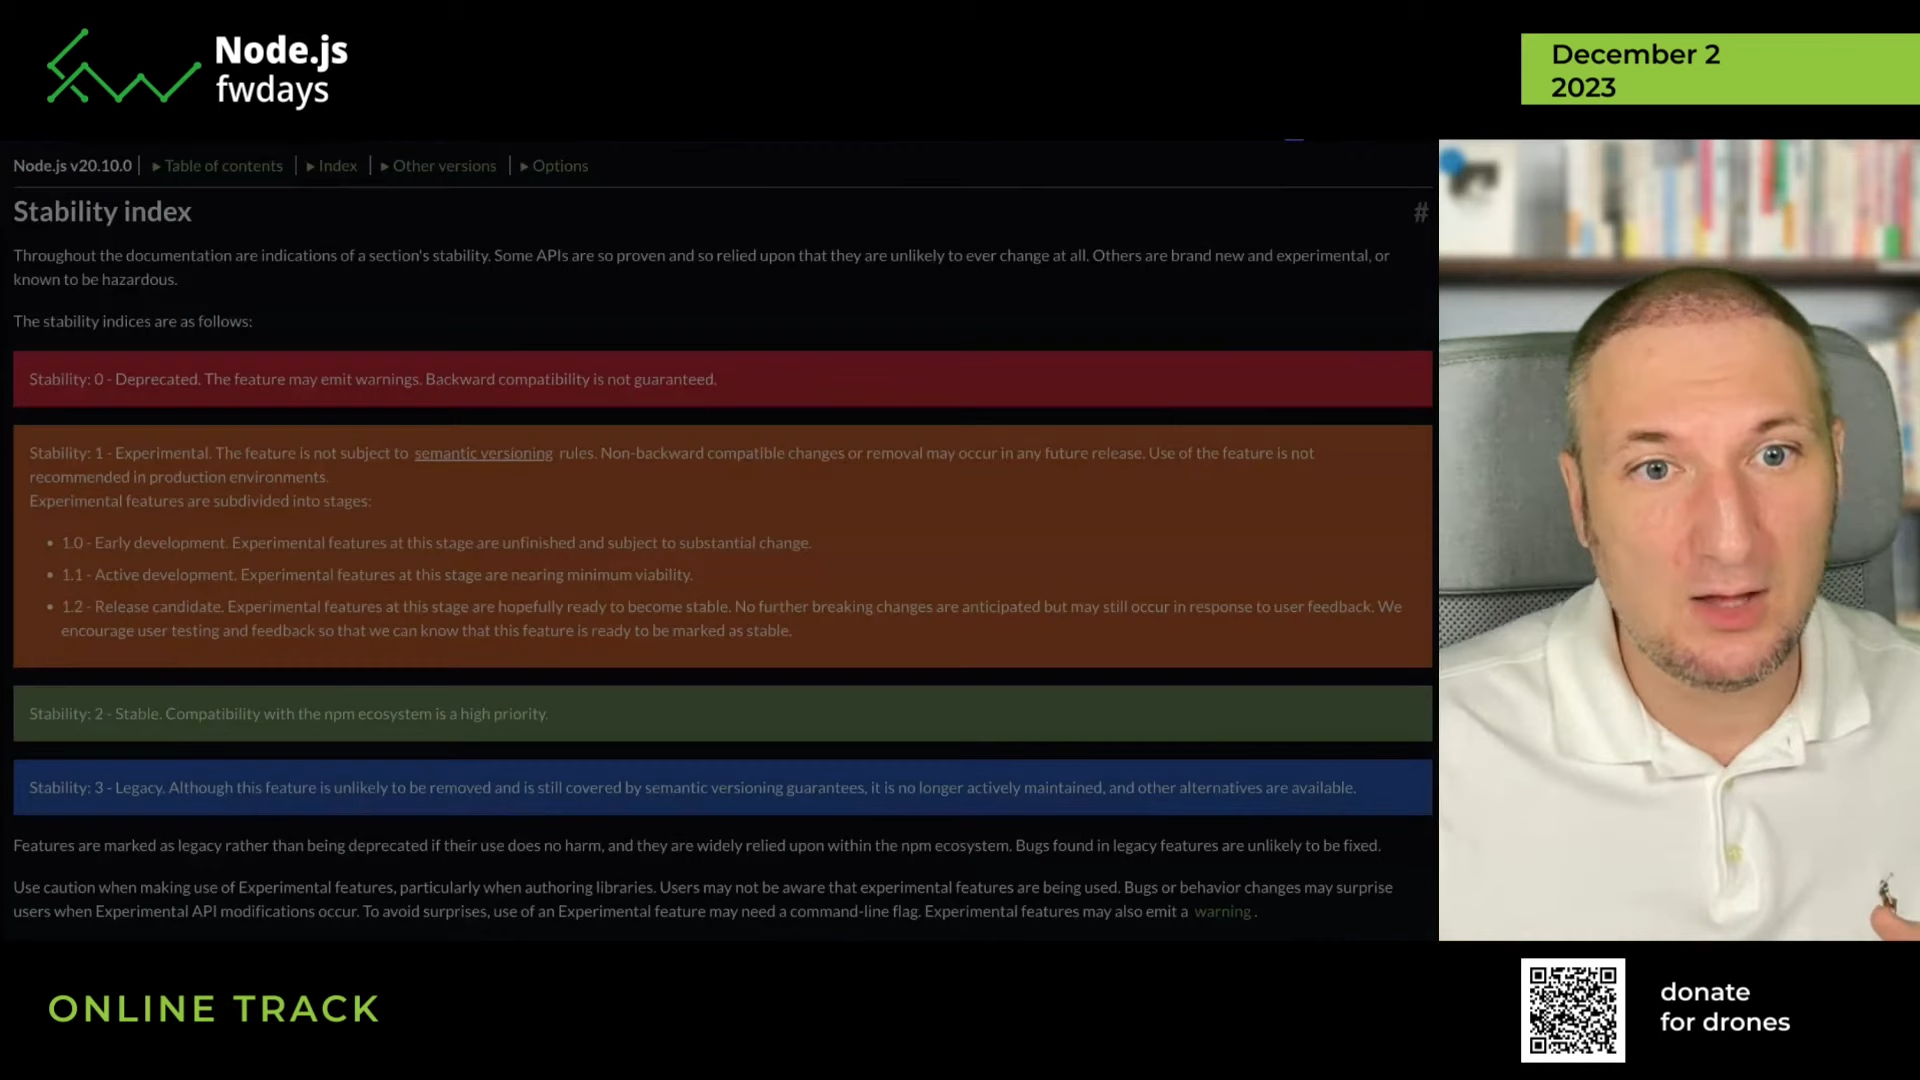 Node.js
fwdays
December 2
2023
Node.js v20.10.0 | ▸ Table of contents | ▸ Index | ▸ Other versions | ▸ Options
Stability index
#
Throughout the documentation are indications of a section's stability. Some APIs are so proven and so relied upon that they are unlikely to ever change at all. Others are brand new and experimental, or
known to be hazardous.
The stability indices are as follows:
Stability: 0 - Deprecated. The feature may emit warnings. Backward compatibility is not guaranteed.
Stability: 1 - Experimental. The feature is not subject to semantic versioning rules. Non-backward compatible changes or removal may occur in any future release. Use of the feature is not
recommended in production environments.
Experimental features are subdivided into stages:
• 1.0 - Early development. Experimental features at this stage are unfinished and subject to substantial change.
• 1.1 - Active development. Experimental features at this stage are nearing minimum viability.
• 1.2 - Release candidate. Experimental features at this stage are hopefully ready to become stable. No further breaking changes are anticipated but may still occur in response to user feedback. We
encourage user testing and feedback so that we can know that this feature is ready to be marked as stable.
Stability: 2 - Stable. Compatibility with the npm ecosystem is a high priority.
Stability: 3 - Legacy. Although this feature is unlikely to be removed and is still covered by semantic versioning guarantees, it is no longer actively maintained, and other alternatives are available.
Features are marked as legacy rather than being deprecated if their use does no harm, and they are widely relied upon within the npm ecosystem. Bugs found in legacy features are unlikely to be fixed.
Use caution when making use of Experimental features, particularly when authoring libraries. Users may not be aware that experimental features are being used. Bugs or behavior changes may surprise
users when Experimental API modifications occur. To avoid surprises, use of an Experimental feature may need a command-line flag. Experimental features may also emit a warning.
ONLINE TRACK
donate
for drones